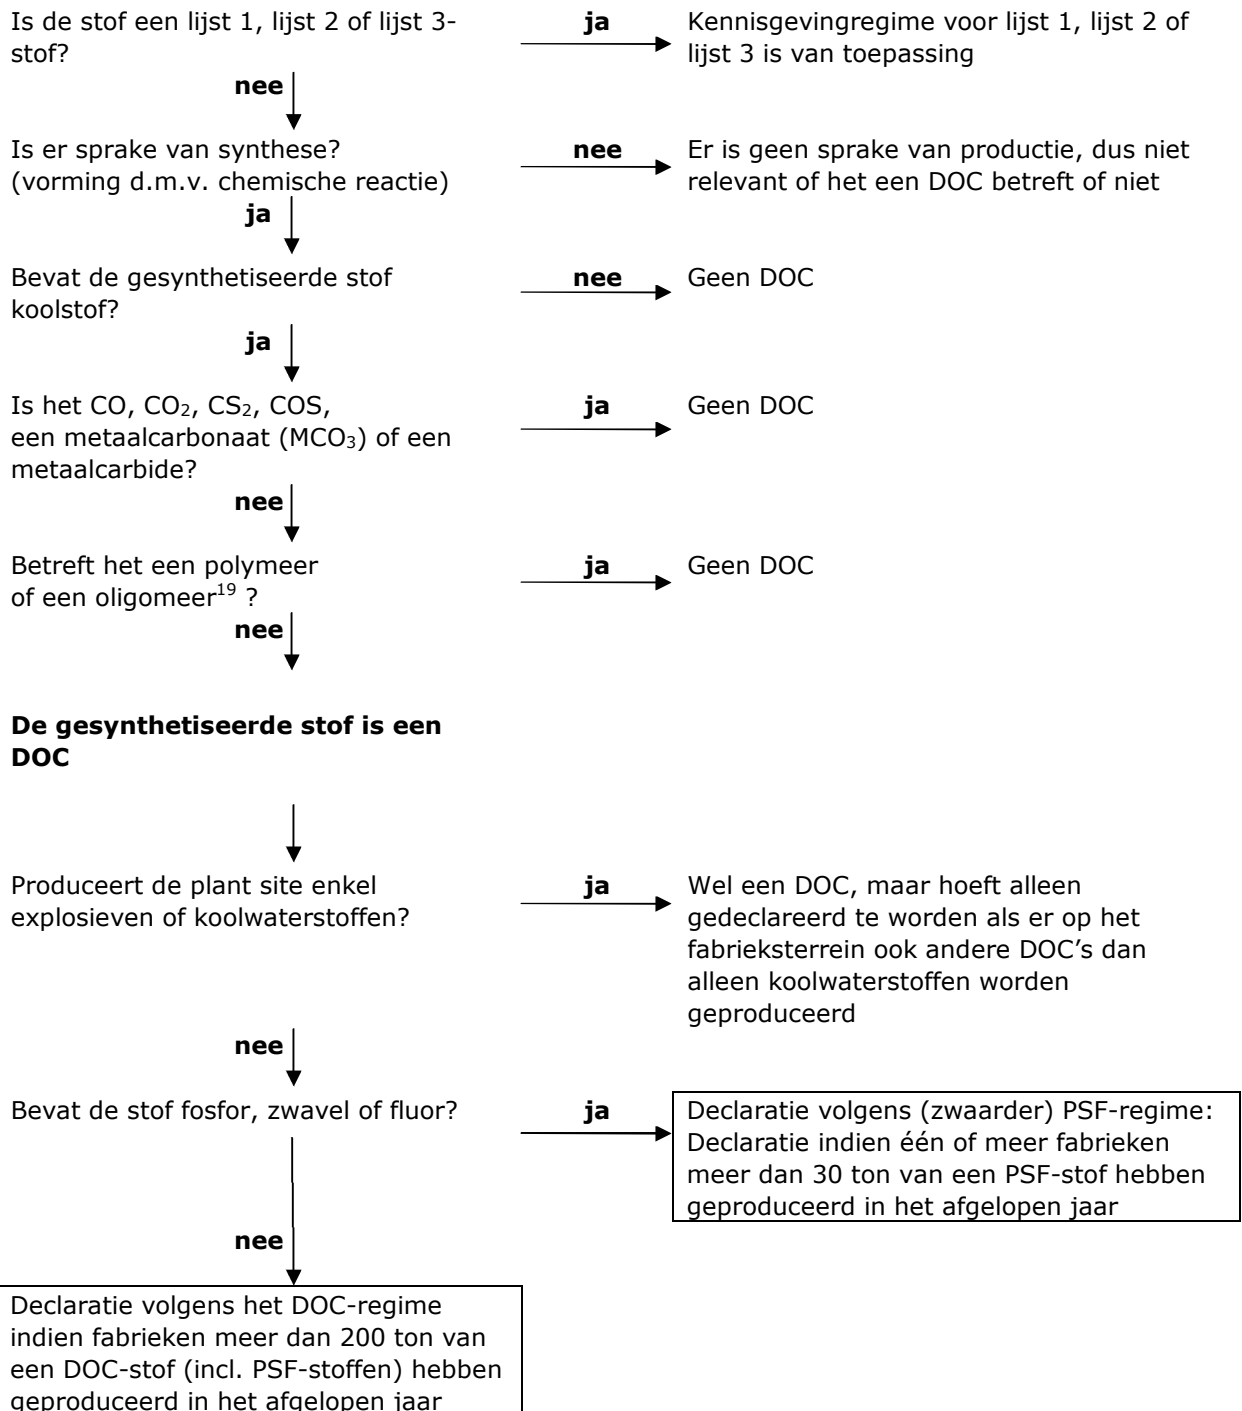 Is de stof een lijst 1, lijst 2 of lijst 3-
stof?
ja
Kennisgevingregime voor lijst 1, lijst 2 of
lijst 3 is van toepassing
nee
Is er sprake van synthese?
(vorming d.m.v. chemische reactie)
nee
Er is geen sprake van productie, dus niet
relevant of het een DOC betreft of niet
ja
Bevat de gesynthetiseerde stof
koolstof?
nee
Geen DOC
ja
Is het CO, CO₂, CS₂, COS,
een metaalcarbonaat (MCO₃) of een
metaalcarbide?
ja
Geen DOC
nee
Betreft het een polymeer
of een oligomeer¹⁹ ?
ja
Geen DOC
nee
De gesynthetiseerde stof is een
DOC
Produceert de plant site enkel
explosieven of koolwaterstoffen?
ja
Wel een DOC, maar hoeft alleen
gedeclareerd te worden als er op het
fabrieksterrein ook andere DOC's dan
alleen koolwaterstoffen worden
geproduceerd
nee
Bevat de stof fosfor, zwavel of fluor?
ja
Declaratie volgens (zwaarder) PSF-regime:
Declaratie indien één of meer fabrieken
meer dan 30 ton van een PSF-stof hebben
geproduceerd in het afgelopen jaar
nee
Declaratie volgens het DOC-regime
indien fabrieken meer dan 200 ton van
een DOC-stof (incl. PSF-stoffen) hebben
geproduceerd in het afgelopen jaar